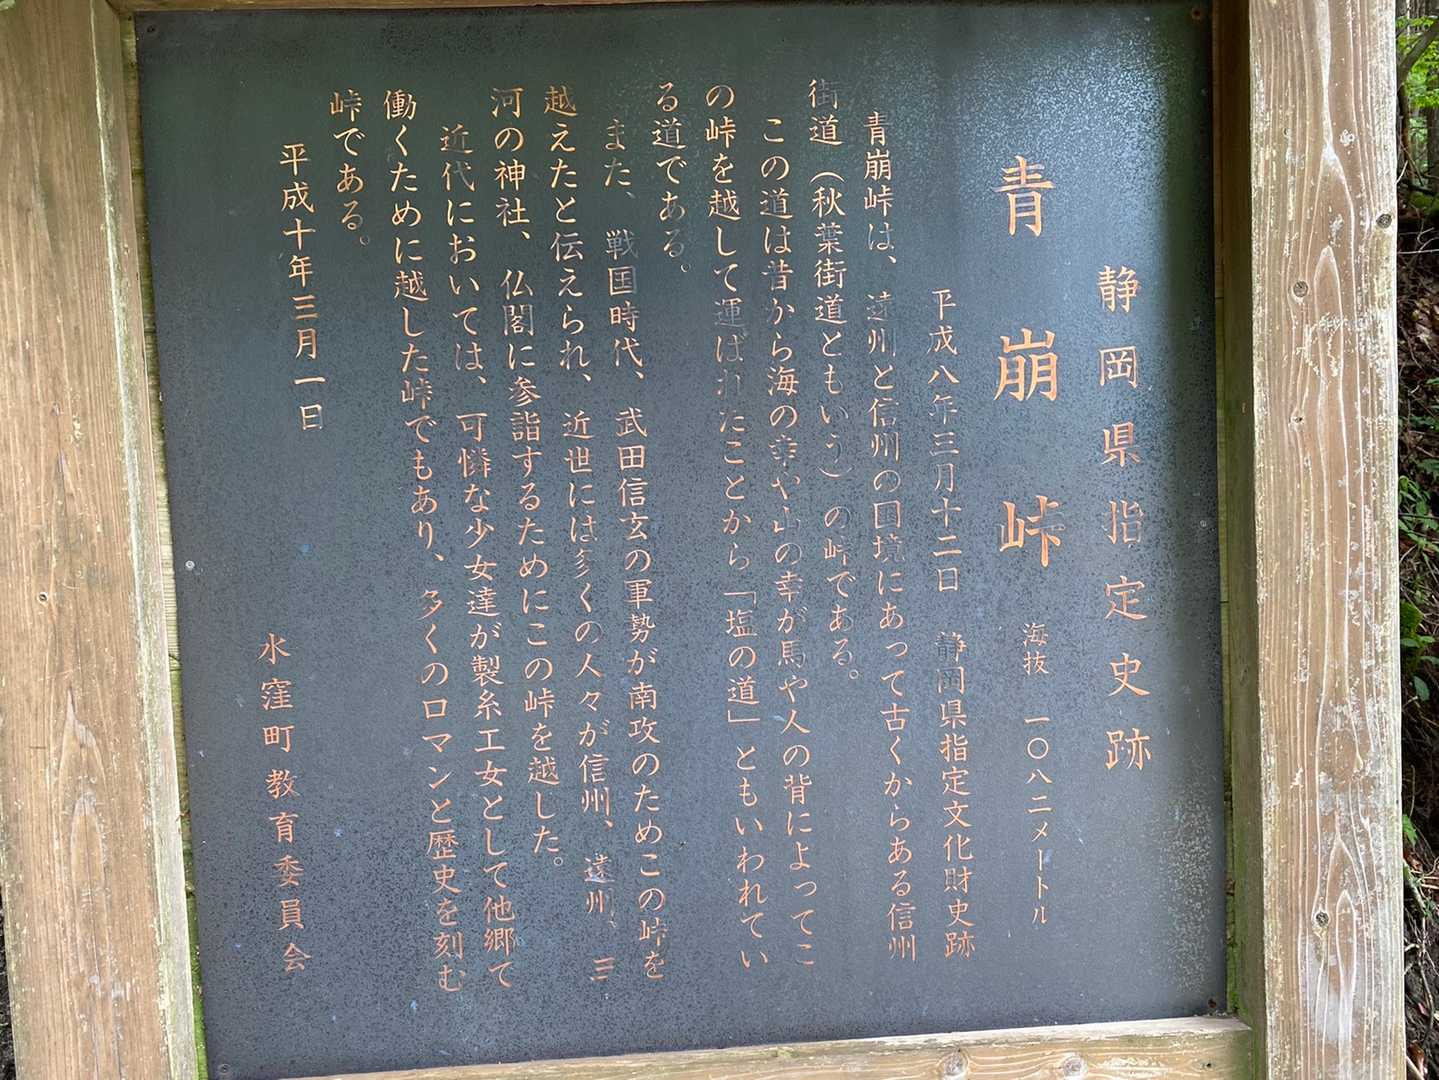 静岡県指定史跡
青崩峠 海抜 一〇八二メートル
平成八年三月十二日 静岡県指定文化財史跡
青崩峠は、遠州と信州の国境にあって古くからある信州
街道（秋葉街道ともいう）の峠である。
この道は昔から海の幸や山の幸が馬や人の背によってこ
の峠を越して運ばれたことから「塩の道」ともいわれてい
る道である。
また、戦国時代、武田信玄の軍勢が南攻のためこの峠を
越えたと伝えられ、近世には多くの人々が信州、遠州、三
河の神社、仏閣に参詣するためにこの峠を越した。
近代においては、可憐な少女達が製糸工女として他郷て
働くために越した峠でもあり、多くのロマンと歴史を刻む
峠である。
平成十年三月一日
水窪町教育委員会